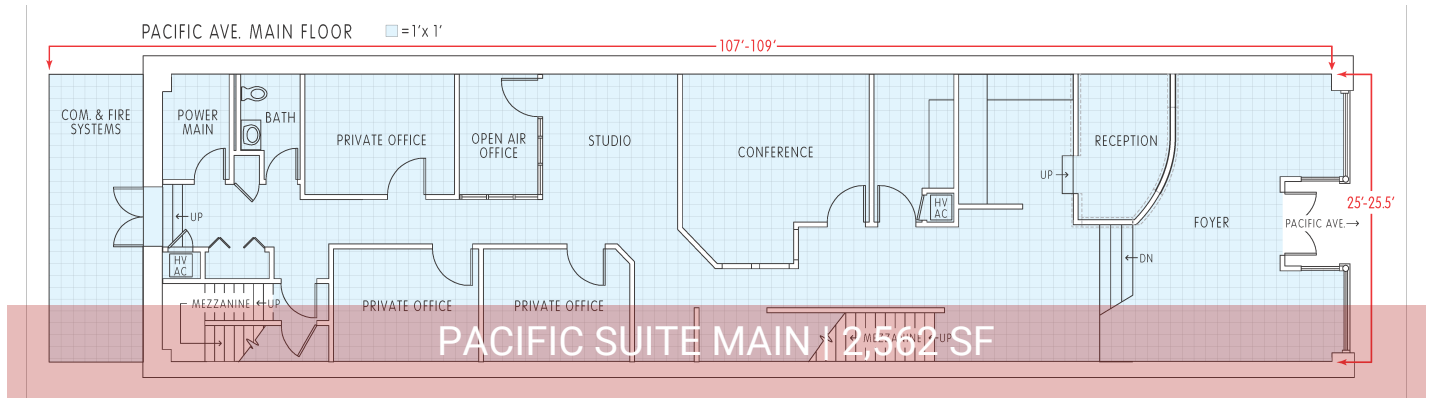 PACIFIC AVE. MAIN FLOOR
=1'x 1'
107'-109'
COM. & FIRE
SYSTEMS
POWER
MAIN
BATH
PRIVATE OFFICE
OPEN AIR
OFFICE
STUDIO
CONFERENCE
RECEPTION
UP
HV
AC
25'-25.5'
UP
FOYER
PACIFIC AVE.
DN
HV
AC
MEZZANINE
UP
PRIVATE OFFICE
PRIVATE OFFICE
MEZZANINE
UP
PACIFIC SUITE MAIN | 2,562 SF